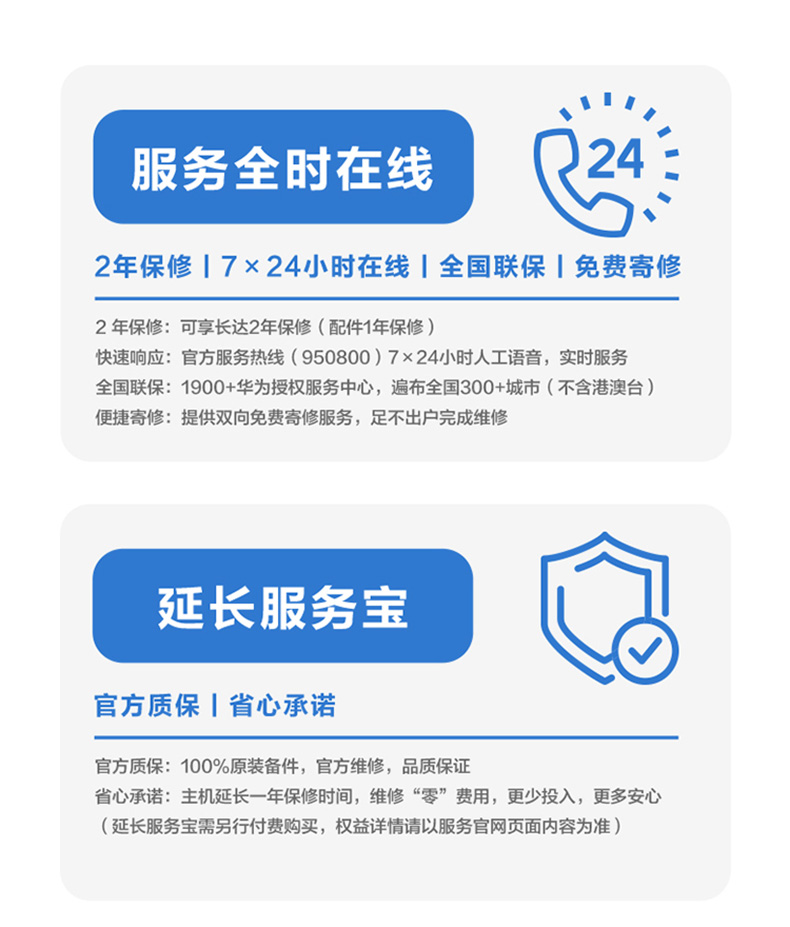 服务全时在线
24
2年保修丨7×24小时在线丨全国联保丨免费寄修
2 年保修：可享长达2年保修（配件1年保修）
快速响应：官方服务热线（950800）7×24小时人工语音，实时服务
全国联保：1900+华为授权服务中心，遍布全国300+城市（不含港澳台）
便捷寄修：提供双向免费寄修服务，足不出户完成维修
延长服务宝
官方质保丨省心承诺
官方质保：100%原装备件，官方维修，品质保证
省心承诺：主机延长一年保修时间，维修“零”费用，更少投入，更多安心
（延长服务宝需另行付费购买，权益详情请以服务官网页面内容为准）